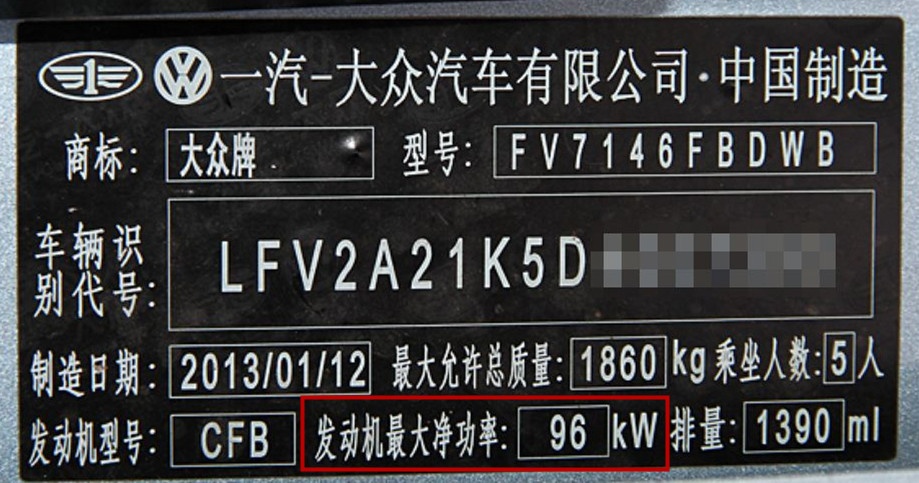 一汽-大众汽车有限公司·中国制造
商标: 大众牌 型号: FV7146FBDWB
车辆识别代号: LFV2A21K5D
制造日期: 2013/01/12 最大允许总质量: 1860 kg 乘坐人数: 5 人
发动机型号: CFB 发动机最大净功率: 96 kW 排量: 1390 ml